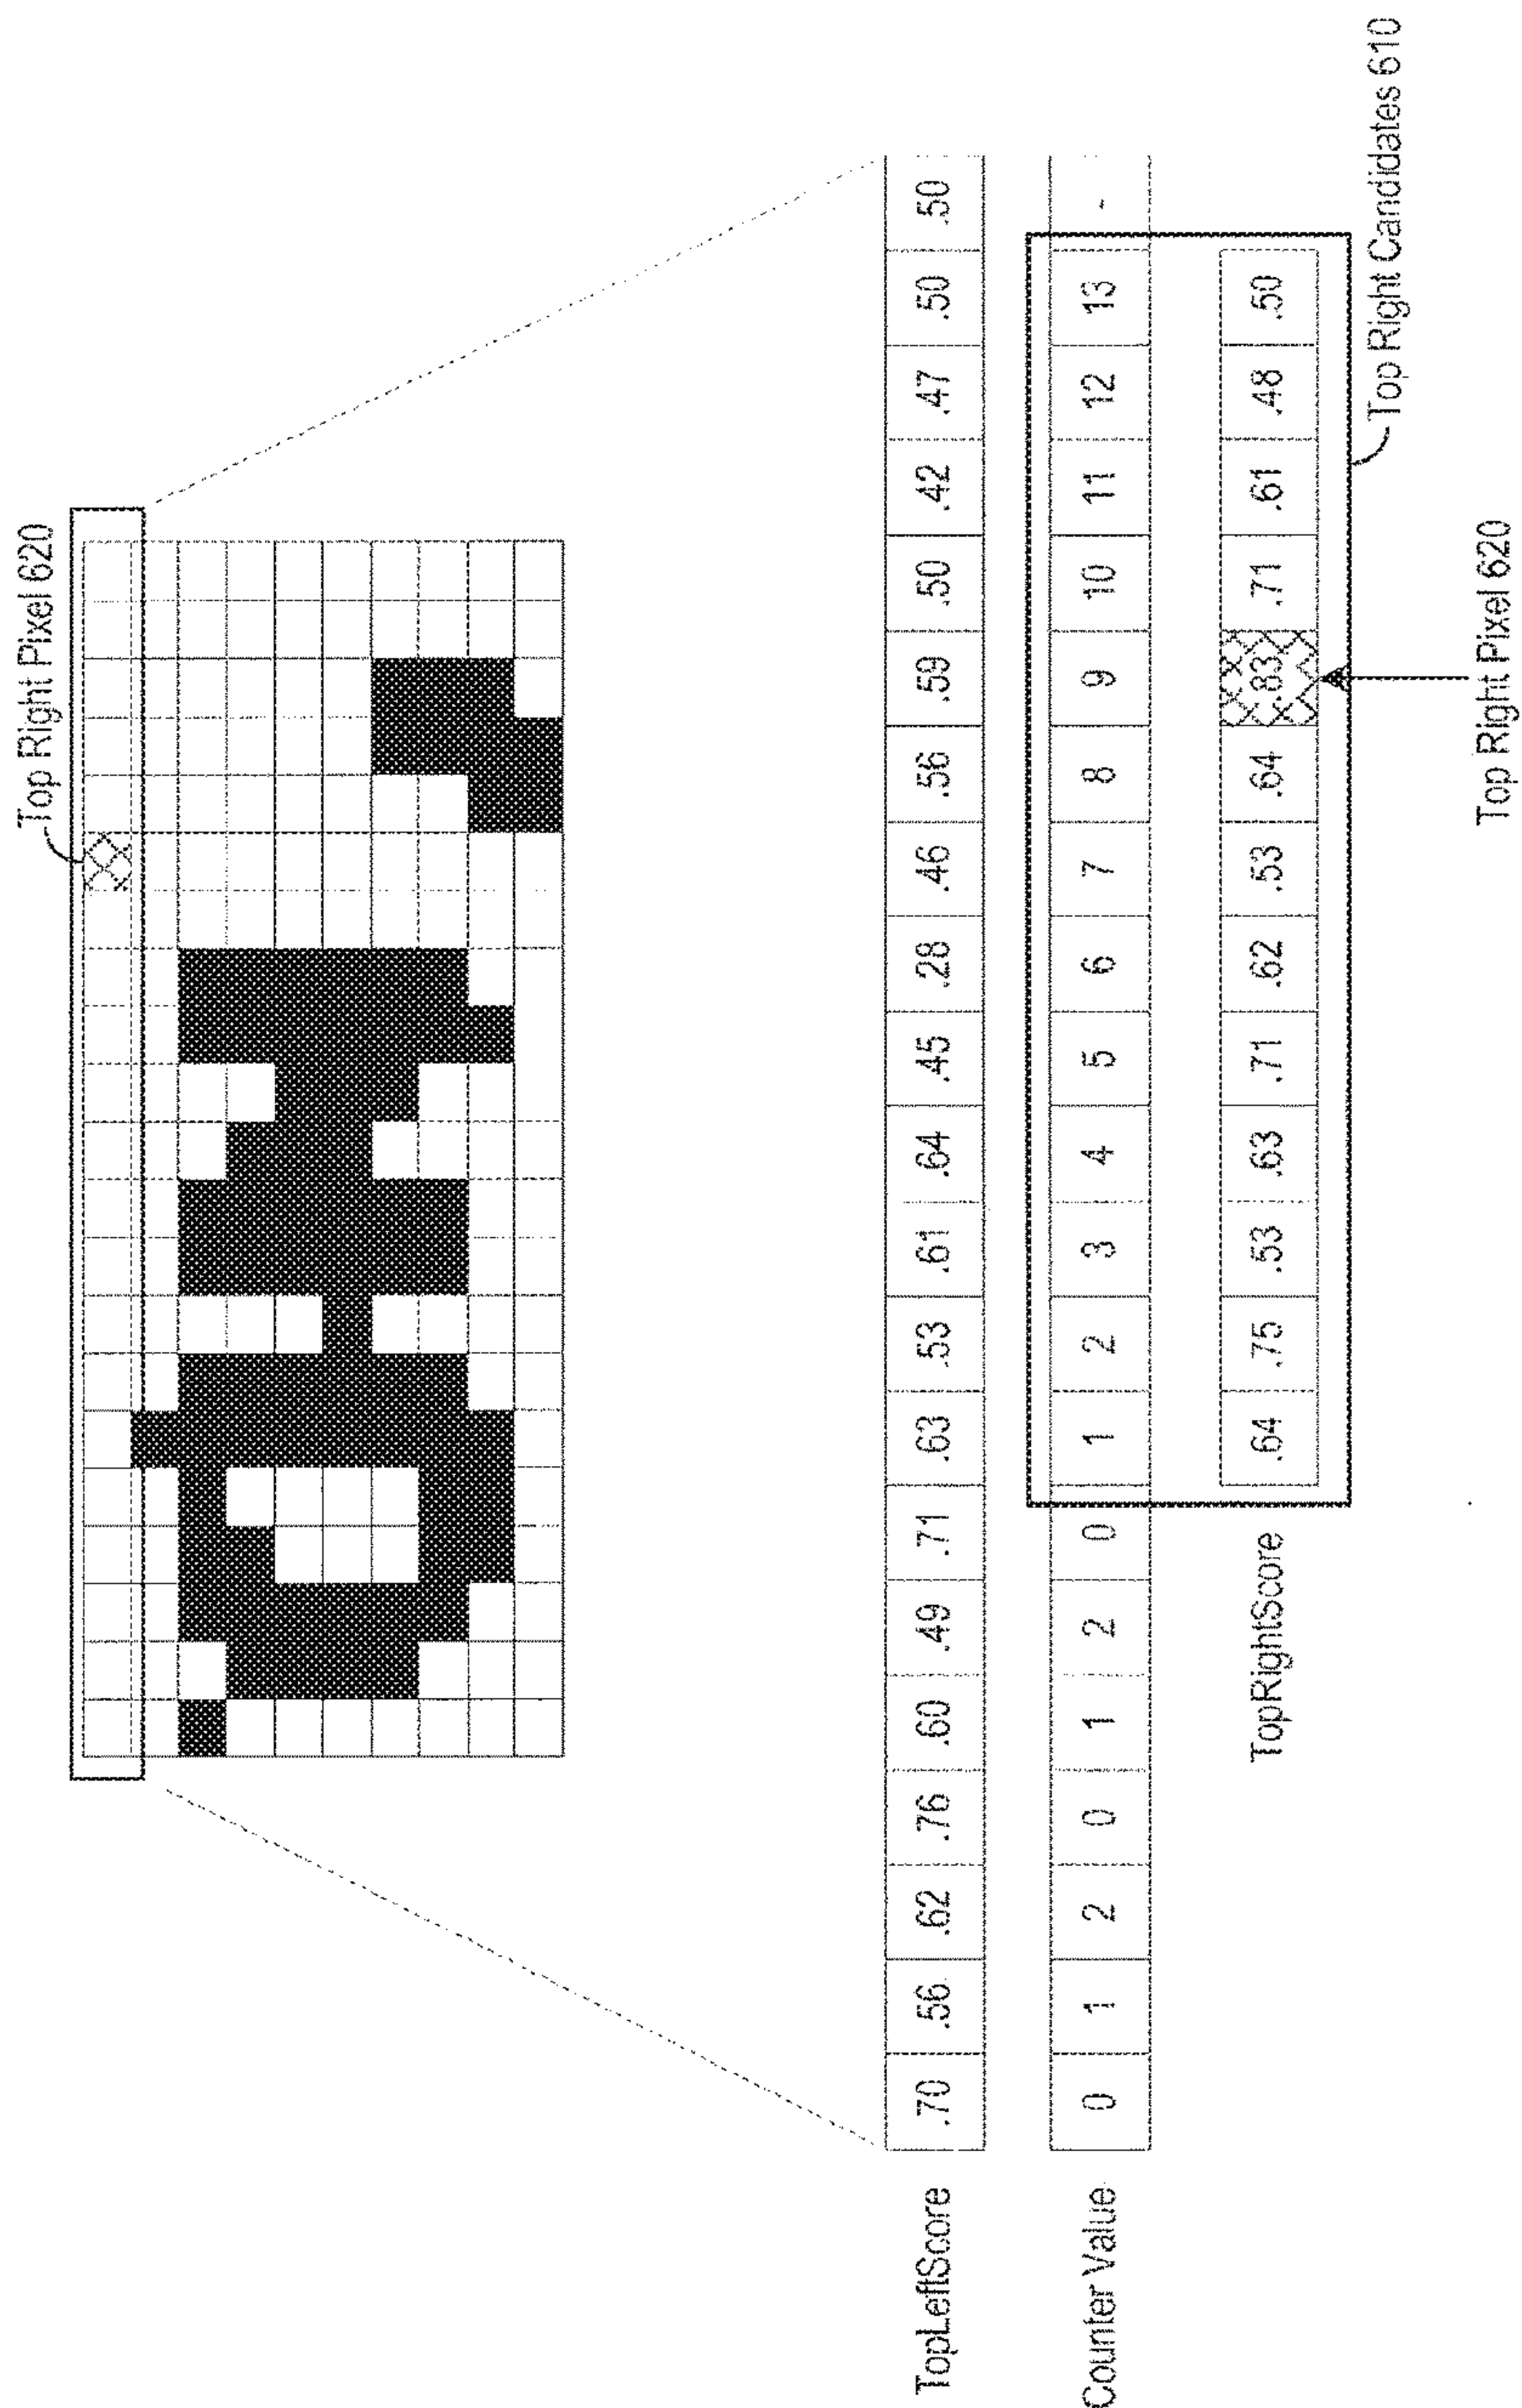 Top Right Pixel 620
TopLeftScore .70 .56 .62 .76 .60 .49 .71 .63 .53 .61 .64 .45 .28 .46 .56 .59 .50 .42 .47 .50 .50
Counter Value 0 1 2 0 1 2 0 1 2 3 4 5 6 7 8 9 10 11 12 13 -
TopRightScore .64 .75 .53 .63 .71 .62 .53 .64 .83 .71 .61 .48 .50
Top Right Candidates 610
Top Right Pixel 620